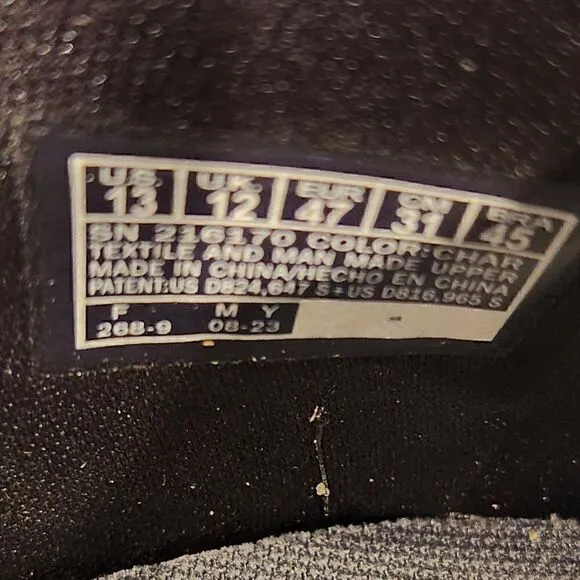 US UK EUR CM BRA
13 12 47 31 45
SN 216170 COLOR: CHAR
TEXTILE AND MAN MADE UPPER
MADE IN CHINA/HECHO EN CHINA
PATENT:US D824,647 S+US D816,965 S
F M Y
268-9 08-23